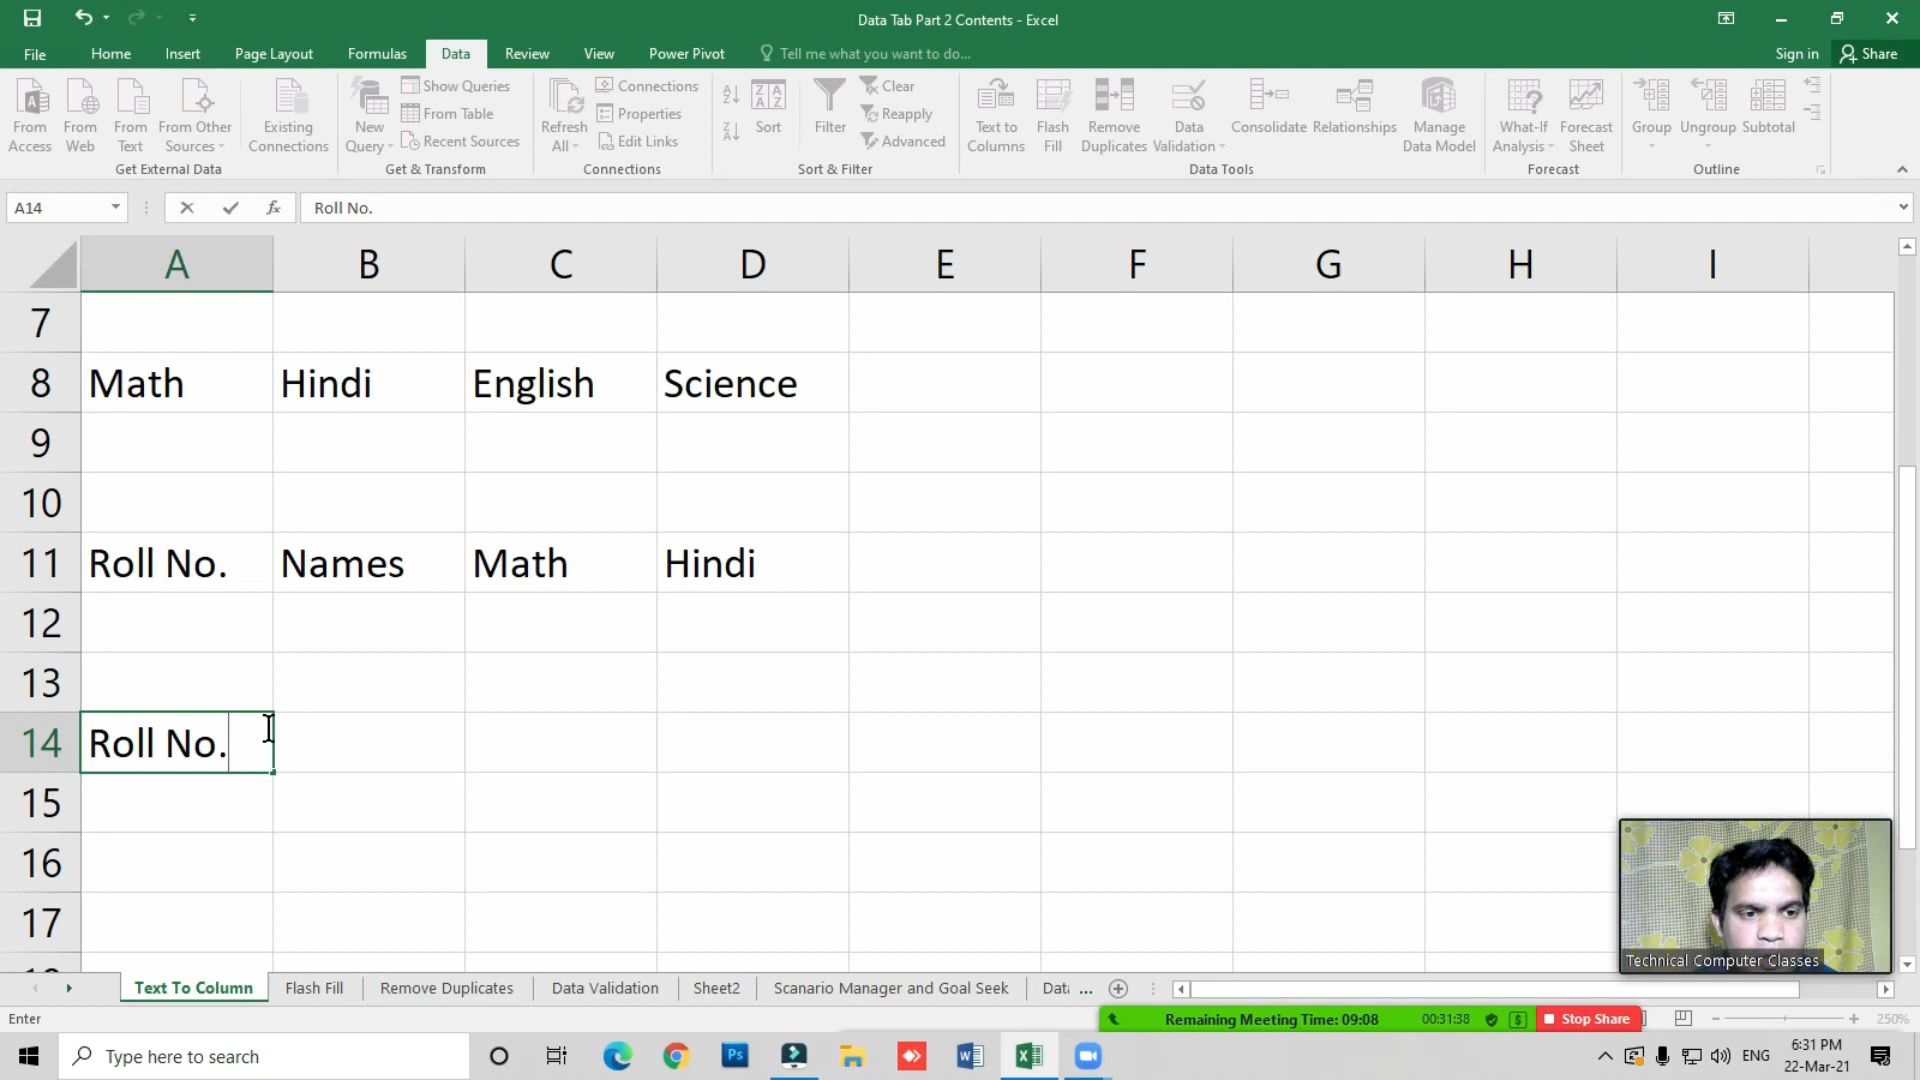 Data Tab Part 2 Contents - Excel
File Home Insert Page Layout Formulas Data Review View Power Pivot Tell me what you want to do... Sign in Share
From Access From Web From Text From Other Sources Existing Connections
Get External Data
New Query Show Queries From Table Recent Sources
Get & Transform
Refresh All Connections Properties Edit Links
Connections
Sort Filter Clear Reapply Advanced
Sort & Filter
Text to Columns Flash Fill Remove Duplicates Data Validation Consolidate Relationships Manage Data Model
Data Tools
What-If Analysis Forecast Sheet
Forecast
Group Ungroup Subtotal
Outline
A14 fx Roll No.
A B C D E F G H I
7
8 Math Hindi English Science
9
10
11 Roll No. Names Math Hindi
12
13
14 Roll No.
15
16
17
Technical Computer Classes
Text To Column Flash Fill Remove Duplicates Data Validation Sheet2 Scanario Manager and Goal Seek Data ...
Enter Remaining Meeting Time: 09:08 00:31:38 Stop Share 250%
Type here to search ENG 6:31 PM
22-Mar-21